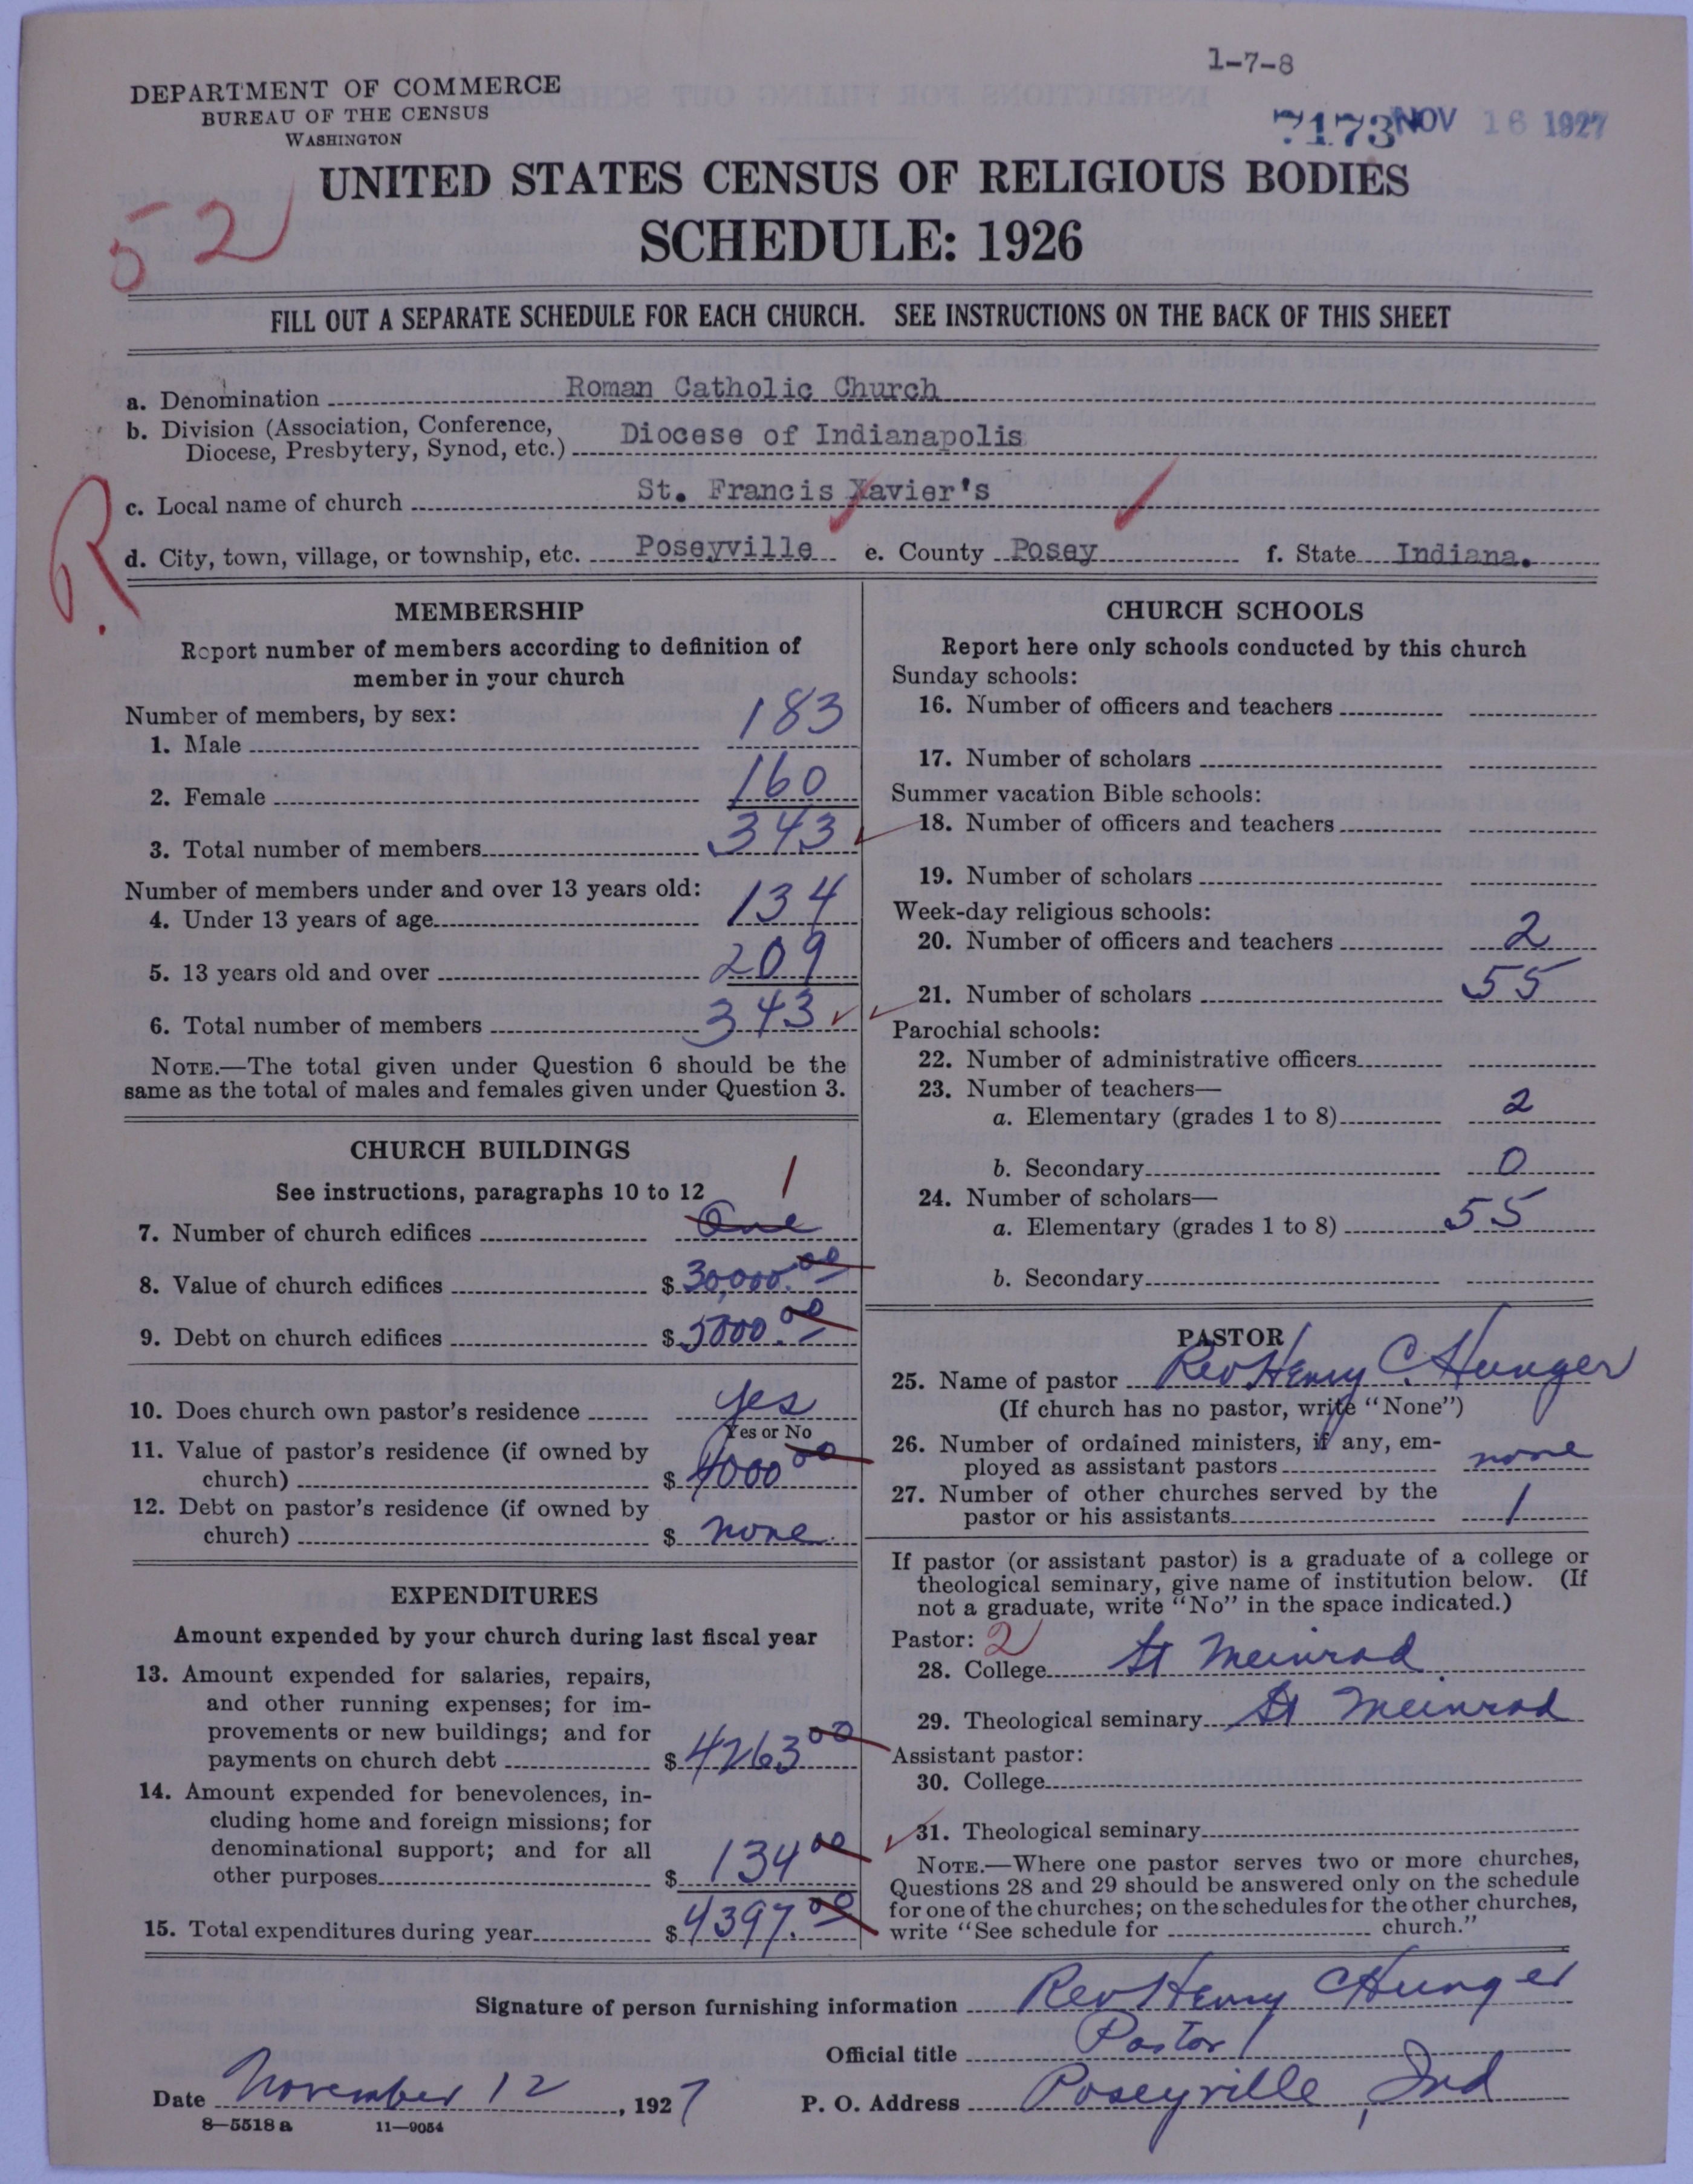 1-7-8
DEPARTMENT OF COMMERCE
BUREAU OF THE CENSUS
WASHINGTON
7173 NOV 16 1927
UNITED STATES CENSUS OF RELIGIOUS BODIES
SCHEDULE: 1926
52
FILL OUT A SEPARATE SCHEDULE FOR EACH CHURCH. SEE INSTRUCTIONS ON THE BACK OF THIS SHEET
a. Denomination Roman Catholic Church
b. Division (Association, Conference,
Diocese, Presbytery, Synod, etc.) Diocese of Indianapolis
R.
c. Local name of church St. Francis Xavier's
d. City, town, village, or township, etc. Poseyville e. County Posey f. State Indiana.
MEMBERSHIP
Report number of members according to definition of
member in your church
Number of members, by sex:
1. Male 183
2. Female 160
3. Total number of members 343
Number of members under and over 13 years old:
4. Under 13 years of age 134
5. 13 years old and over 209
6. Total number of members 343
NOTE.—The total given under Question 6 should be the
same as the total of males and females given under Question 3.
CHURCH BUILDINGS
See instructions, paragraphs 10 to 12
1
7. Number of church edifices One
8. Value of church edifices $ 30,000.00
9. Debt on church edifices $ 5000.00
10. Does church own pastor's residence yes
Yes or No
11. Value of pastor's residence (if owned by
church) $ 4000 00
12. Debt on pastor's residence (if owned by
church) $ none
EXPENDITURES
Amount expended by your church during last fiscal year
13. Amount expended for salaries, repairs,
and other running expenses; for im-
provements or new buildings; and for
payments on church debt $ 4263 00
14. Amount expended for benevolences, in-
cluding home and foreign missions; for
denominational support; and for all
other purposes $ 134 00
15. Total expenditures during year $ 4397.00
CHURCH SCHOOLS
Report here only schools conducted by this church
Sunday schools:
16. Number of officers and teachers
17. Number of scholars
Summer vacation Bible schools:
18. Number of officers and teachers
19. Number of scholars
Week-day religious schools:
20. Number of officers and teachers 2
21. Number of scholars 55
Parochial schools:
22. Number of administrative officers
23. Number of teachers—
a. Elementary (grades 1 to 8) 2
b. Secondary 0
24. Number of scholars—
a. Elementary (grades 1 to 8) 55
b. Secondary
PASTOR
25. Name of pastor Rev Henry C. Hunger
(If church has no pastor, write "None")
26. Number of ordained ministers, if any, em-
ployed as assistant pastors none
27. Number of other churches served by the
pastor or his assistants 1
If pastor (or assistant pastor) is a graduate of a college or
theological seminary, give name of institution below. (If
not a graduate, write "No" in the space indicated.)
Pastor: 2
28. College St Meinrad
29. Theological seminary St Meinrad
Assistant pastor:
30. College
31. Theological seminary
NOTE.—Where one pastor serves two or more churches,
Questions 28 and 29 should be answered only on the schedule
for one of the churches; on the schedules for the other churches,
write "See schedule for church."
Signature of person furnishing information Rev Henry C Hunger
Official title Pastor
Date November 12, 1927 P. O. Address Poseyville, Ind
8—5518 a 11—9054